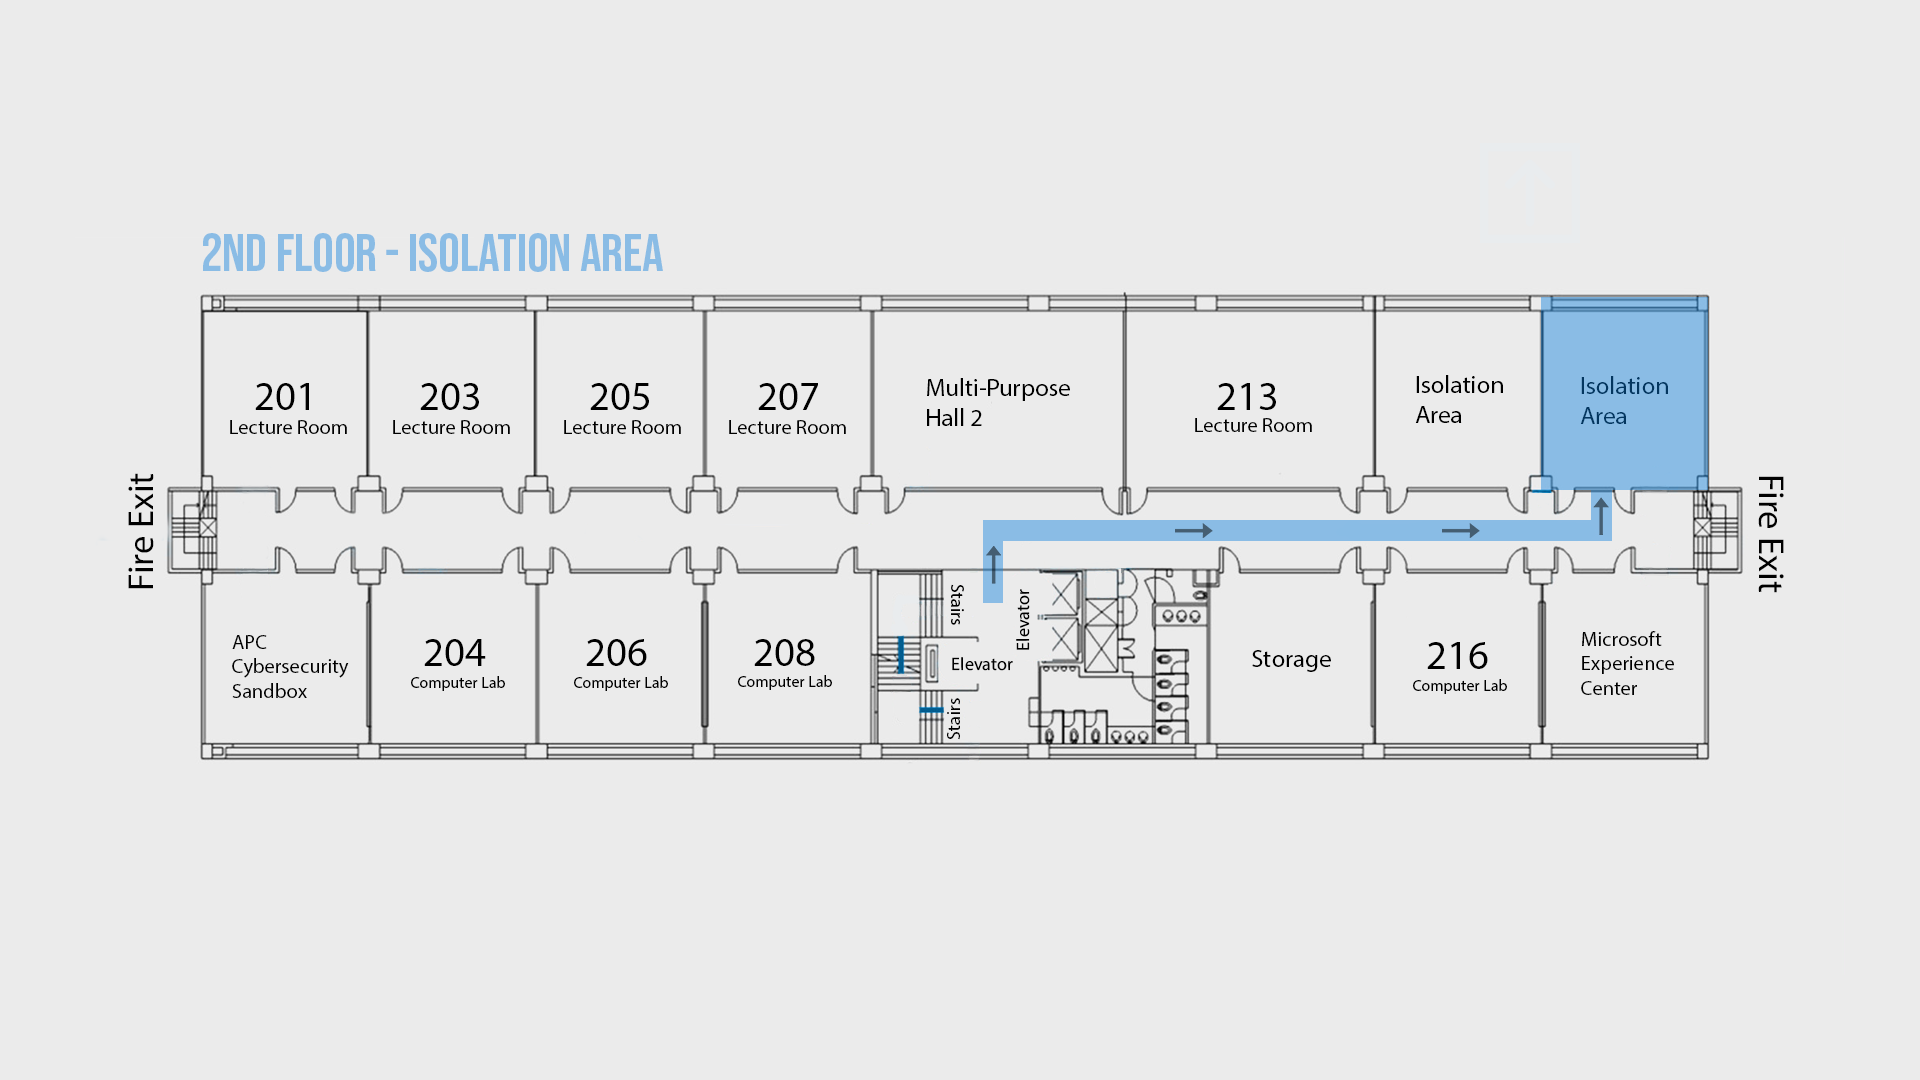 2ND FLOOR - ISOLATION AREA
201
Lecture Room
203
Lecture Room
205
Lecture Room
207
Lecture Room
Multi-Purpose
Hall 2
213
Lecture Room
Isolation
Area
Isolation
Area
Fire Exit
Fire Exit
APC
Cybersecurity
Sandbox
204
Computer Lab
206
Computer Lab
208
Computer Lab
Stairs
Elevator
Elevator
Stairs
Storage
216
Computer Lab
Microsoft
Experience
Center